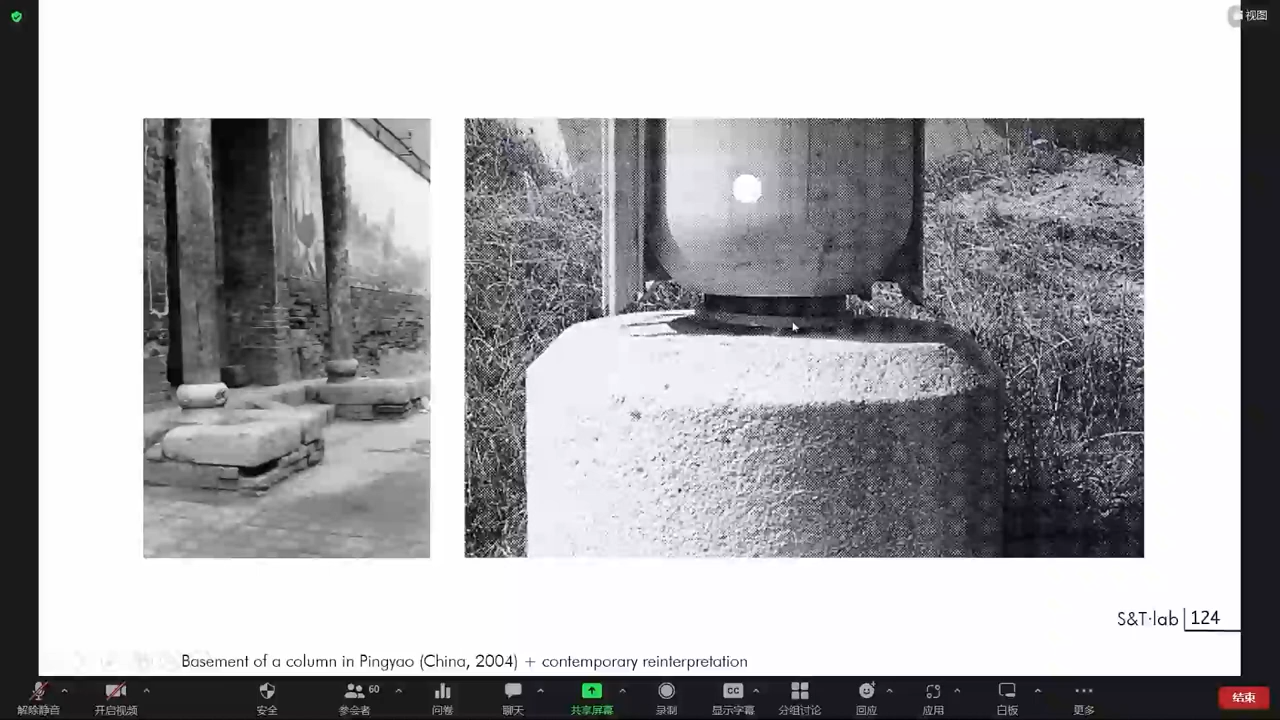 视图
S&T·lab 124
Basement of a column in Pingyao (China, 2004) + contemporary reinterpretation
60
解除静音 开启视频 安全 参会者 问卷 聊天 共享屏幕 录制 CC 显示字幕 分组讨论 回应 应用 白板 更多 结束